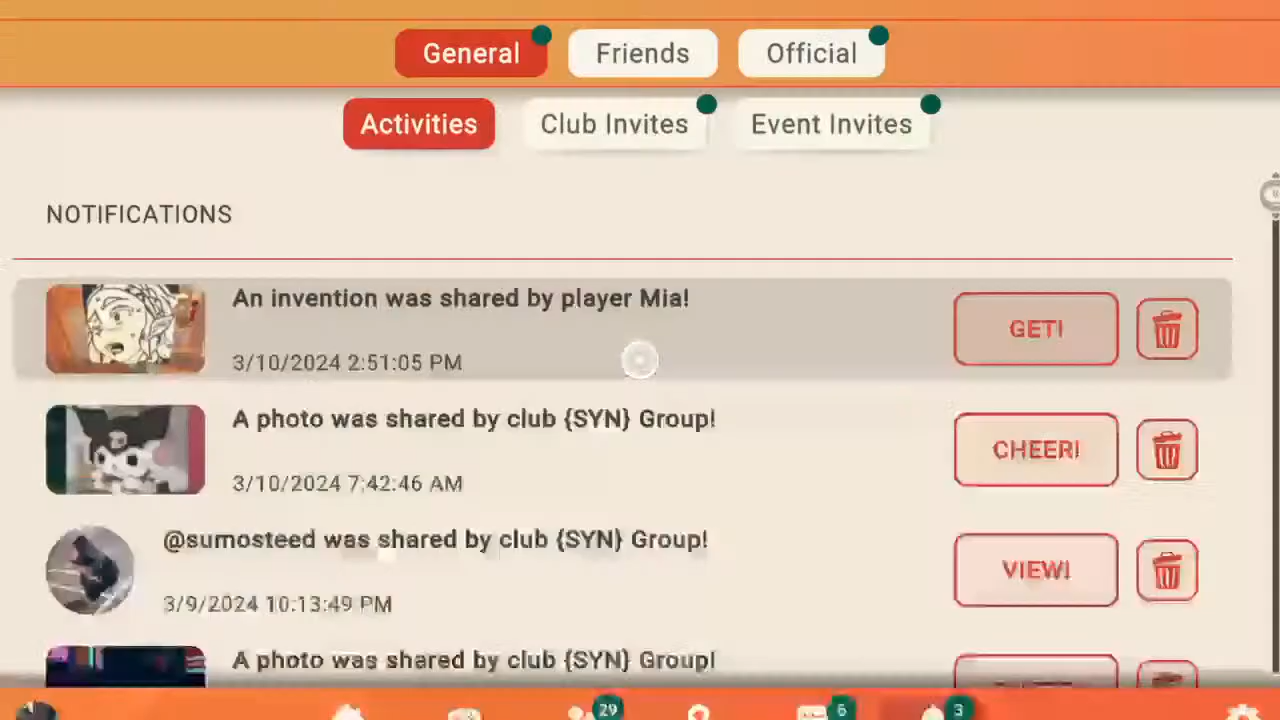 General Friends Official
Activities Club Invites Event Invites
NOTIFICATIONS
An invention was shared by player Mia!
3/10/2024 2:51:05 PM
GET!
A photo was shared by club {SYN} Group!
3/10/2024 7:42:46 AM
CHEER!
@sumosteed was shared by club {SYN} Group!
3/9/2024 10:13:49 PM
VIEW!
A photo was shared by club {SYN} Group!
29 6 3